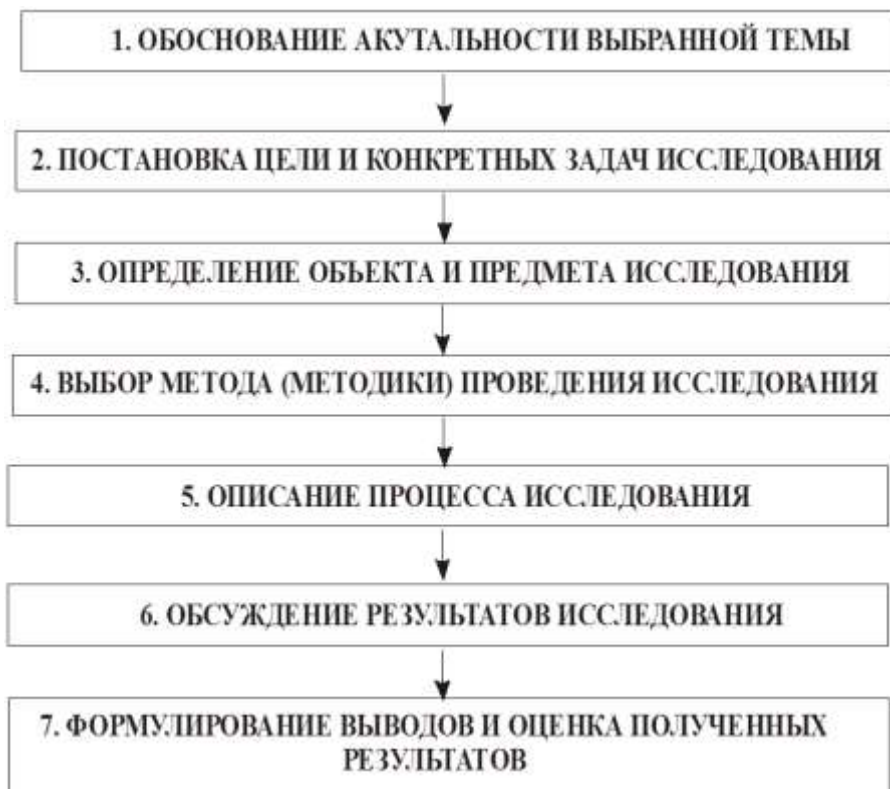 1. ОБОСНОВАНИЕ АКУТАЛЬНОСТИ ВЫБРАННОЙ ТЕМЫ
2. ПОСТАНОВКА ЦЕЛИ И КОНКРЕТНЫХ ЗАДАЧ ИССЛЕДОВАНИЯ
3. ОПРЕДЕЛЕНИЕ ОБЪЕКТА И ПРЕДМЕТА ИССЛЕДОВАНИЯ
4. ВЫБОР МЕТОДА (МЕТОДИКИ) ПРОВЕДЕНИЯ ИССЛЕДОВАНИЯ
5. ОПИСАНИЕ ПРОЦЕССА ИССЛЕДОВАНИЯ
6. ОБСУЖДЕНИЕ РЕЗУЛЬТАТОВ ИССЛЕДОВАНИЯ
7. ФОРМУЛИРОВАНИЕ ВЫВОДОВ И ОЦЕНКА ПОЛУЧЕННЫХ
РЕЗУЛЬТАТОВ